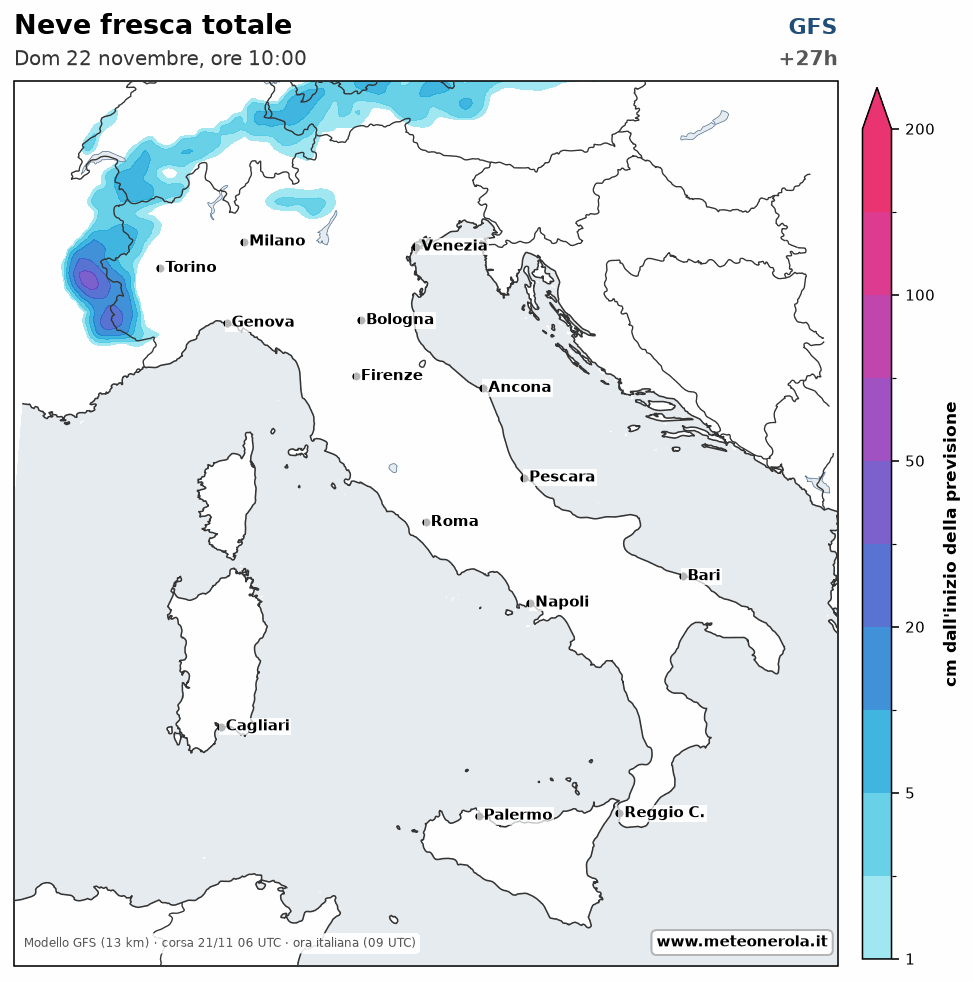 Neve fresca totale
GFS
Dom 22 novembre, ore 10:00
+27h
200
100
50
20
5
1
cm dall'inizio della previsione
Milano
Venezia
Torino
Genova
Bologna
Firenze
Ancona
Pescara
Roma
Bari
Napoli
Cagliari
Palermo
Reggio C.
Modello GFS (13 km) · corsa 21/11 06 UTC · ora italiana (09 UTC)
www.meteonerola.it